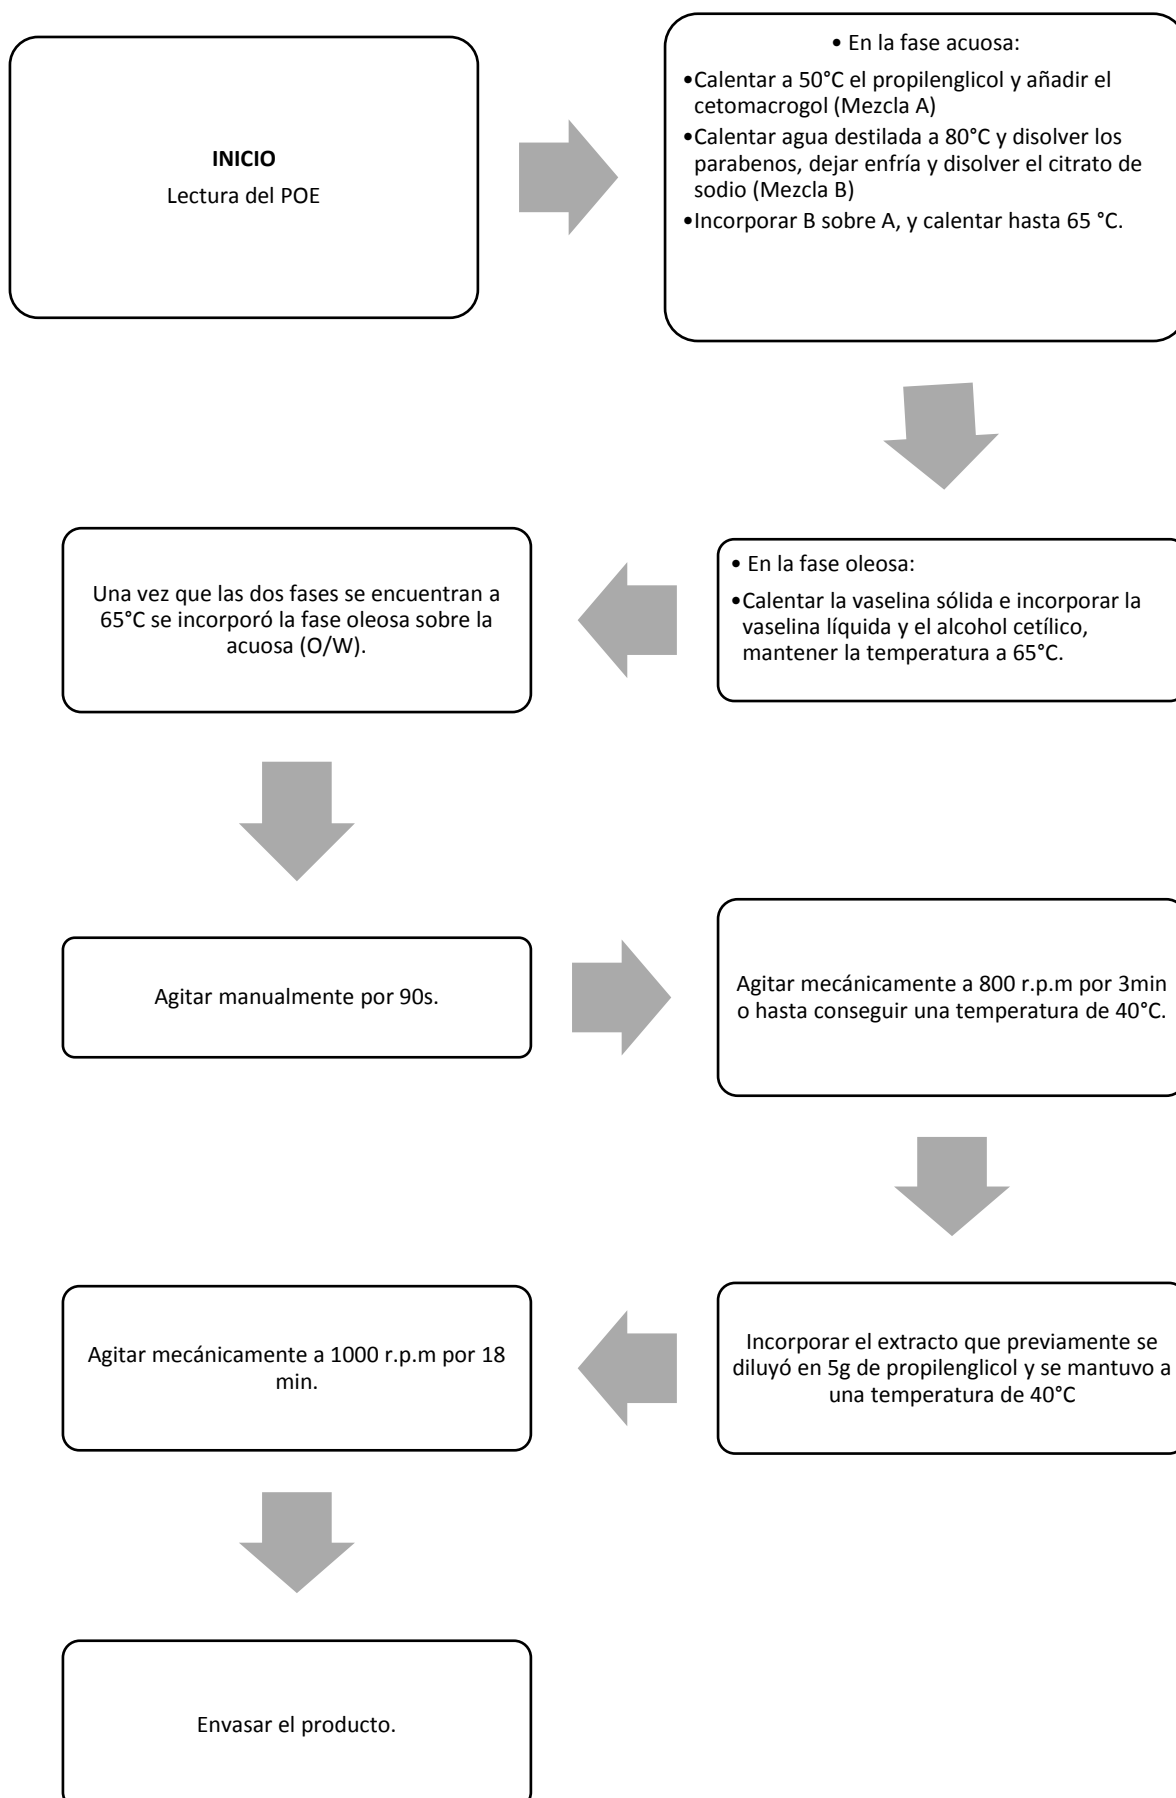 INICIO
Lectura del POE
• En la fase acuosa:
•Calentar a 50°C el propilenglicol y añadir el
cetomacrogol (Mezcla A)
•Calentar agua destilada a 80°C y disolver los
parabenos, dejar enfría y disolver el citrato de
sodio (Mezcla B)
•Incorporar B sobre A, y calentar hasta 65 °C.
• En la fase oleosa:
•Calentar la vaselina sólida e incorporar la
vaselina líquida y el alcohol cetílico,
mantener la temperatura a 65°C.
Una vez que las dos fases se encuentran a
65°C se incorporó la fase oleosa sobre la
acuosa (O/W).
Agitar manualmente por 90s.
Agitar mecánicamente a 800 r.p.m por 3min
o hasta conseguir una temperatura de 40°C.
Incorporar el extracto que previamente se
diluyó en 5g de propilenglicol y se mantuvo a
una temperatura de 40°C
Agitar mecánicamente a 1000 r.p.m por 18
min.
Envasar el producto.